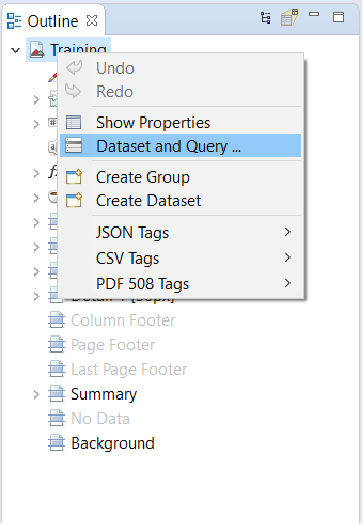 Outline
Training
Undo
Redo
Show Properties
Dataset and Query ...
Create Group
Create Dataset
JSON Tags
CSV Tags
PDF 508 Tags
Column Footer
Page Footer
Last Page Footer
Summary
No Data
Background